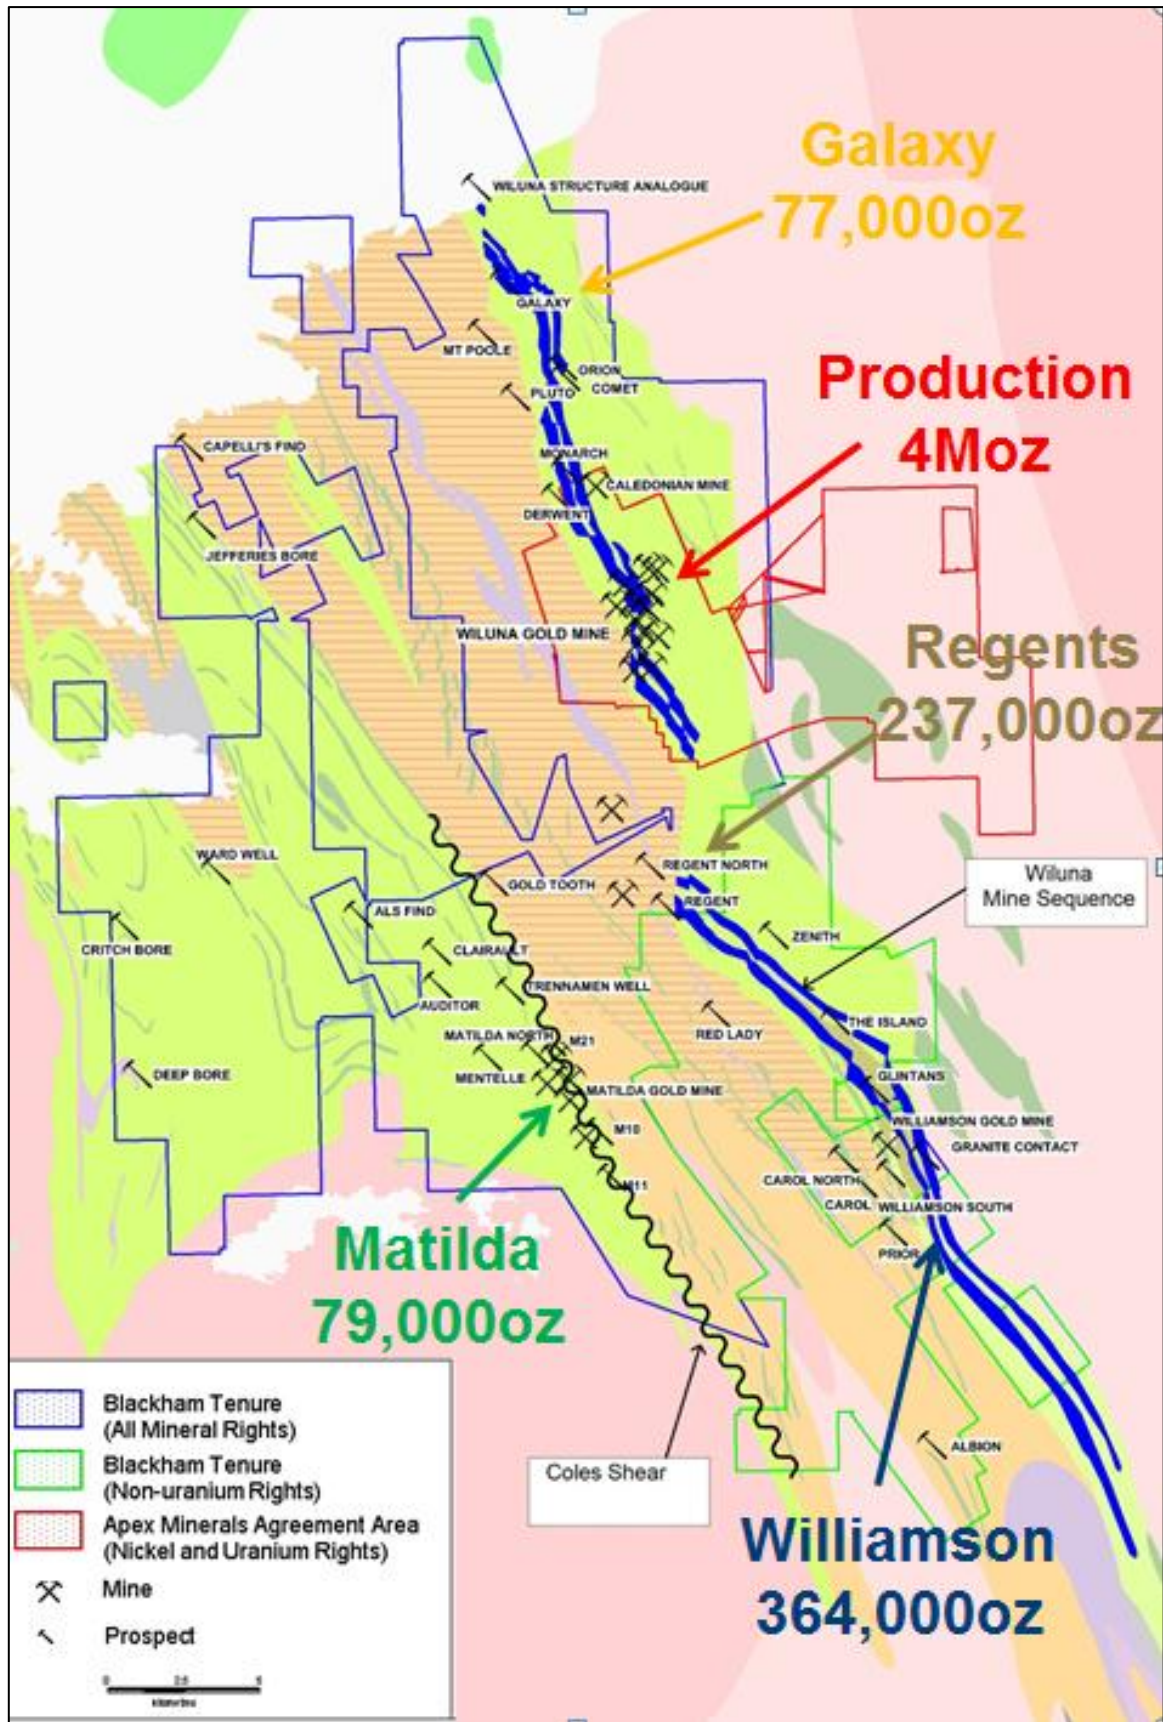 Galaxy
77,000oz
WILUNA STRUCTURE ANALOGUE
GALAXY
MT POOLE
ORION
COMET
PLUTO
Production
4Moz
CAPELLI'S FIND
MONARCH
CALEDONIAN MINE
DERWENT
JEFFERIES BORE
WILUNA GOLD MINE
Regents
237,000oz
WARD WELL
REGENT NORTH
GOLD TOOTH
REGENT
Wiluna
Mine Sequence
ALS FIND
CRITCH BORE
CLAIRAULT
ZENITH
TRENNAMEN WELL
AUDITOR
THE ISLAND
MATILDA NORTH
M21
RED LADY
DEEP BORE
MENTELLE
GLINTANS
MATILDA GOLD MINE
WILLIAMSON GOLD MINE
M10
GRANITE CONTACT
CAROL NORTH
M11
CAROL
WILLIAMSON SOUTH
PRIOR
Matilda
79,000oz
ALBION
Coles Shear
Williamson
364,000oz
Blackham Tenure
(All Mineral Rights)
Blackham Tenure
(Non-uranium Rights)
Apex Minerals Agreement Area
(Nickel and Uranium Rights)
Mine
Prospect
0 2.5 5
kilometres